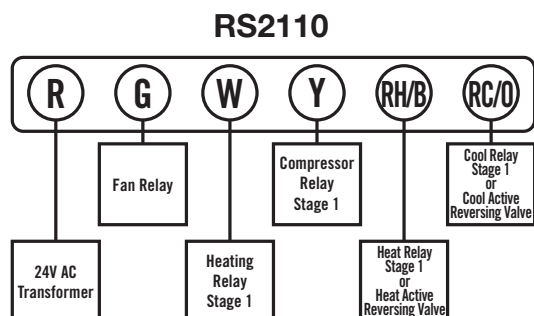 RS2110
R G W Y RH/B RC/O
Fan Relay
Compressor
Relay
Stage 1
Cool Relay
Stage 1
or
Cool Active
Reversing Valve
24V AC
Transformer
Heating
Relay
Stage 1
Heat Relay
Stage 1
or
Heat Active
Reversing Valve